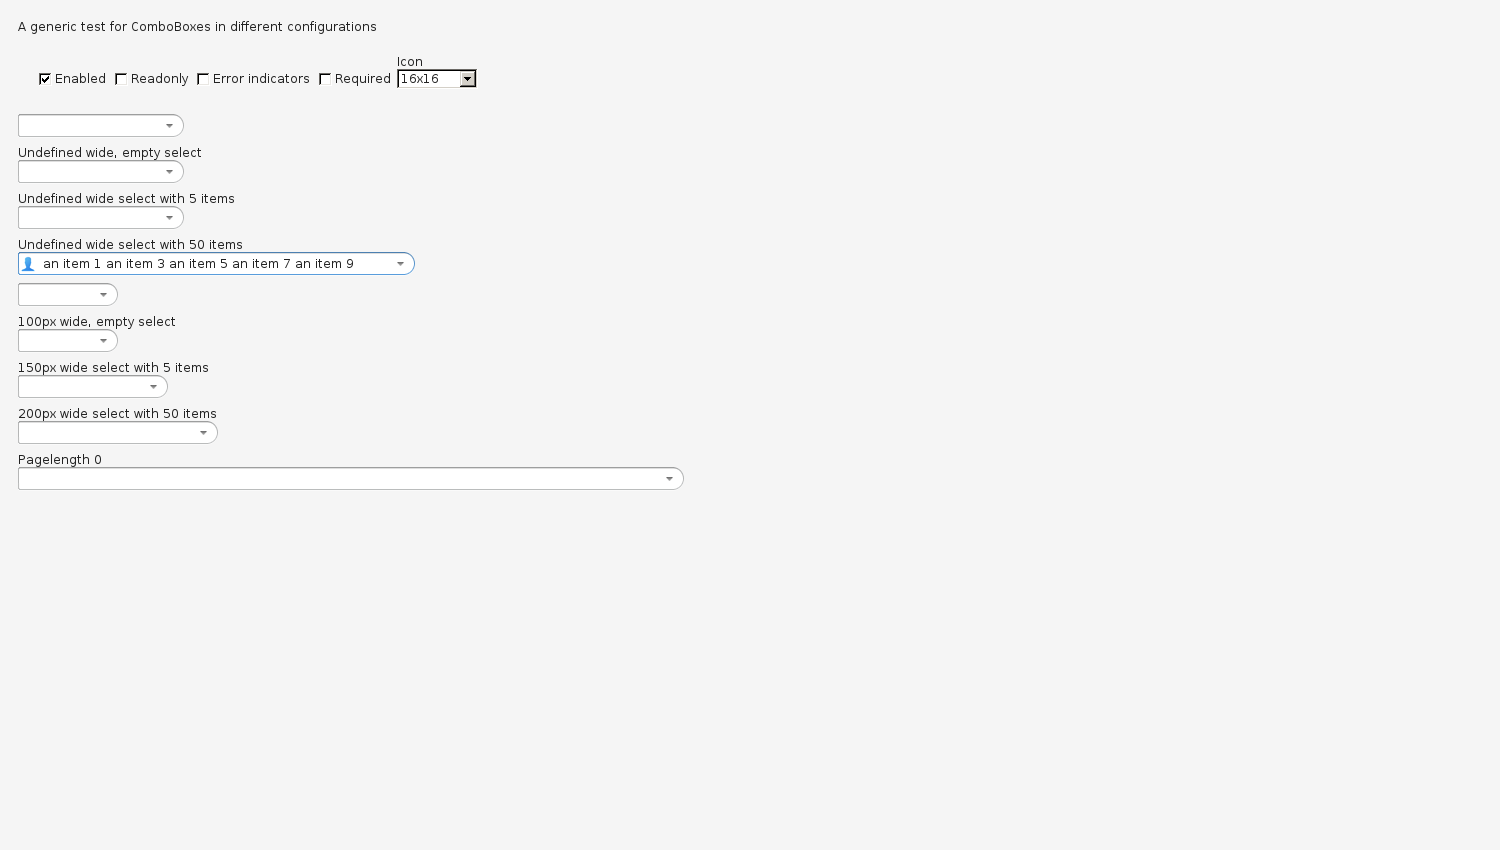 A generic test for ComboBoxes in different configurations
Icon
Enabled Readonly Error indicators Required 16x16
Undefined wide, empty select
Undefined wide select with 5 items
Undefined wide select with 50 items
an item 1 an item 3 an item 5 an item 7 an item 9
100px wide, empty select
150px wide select with 5 items
200px wide select with 50 items
Pagelength 0